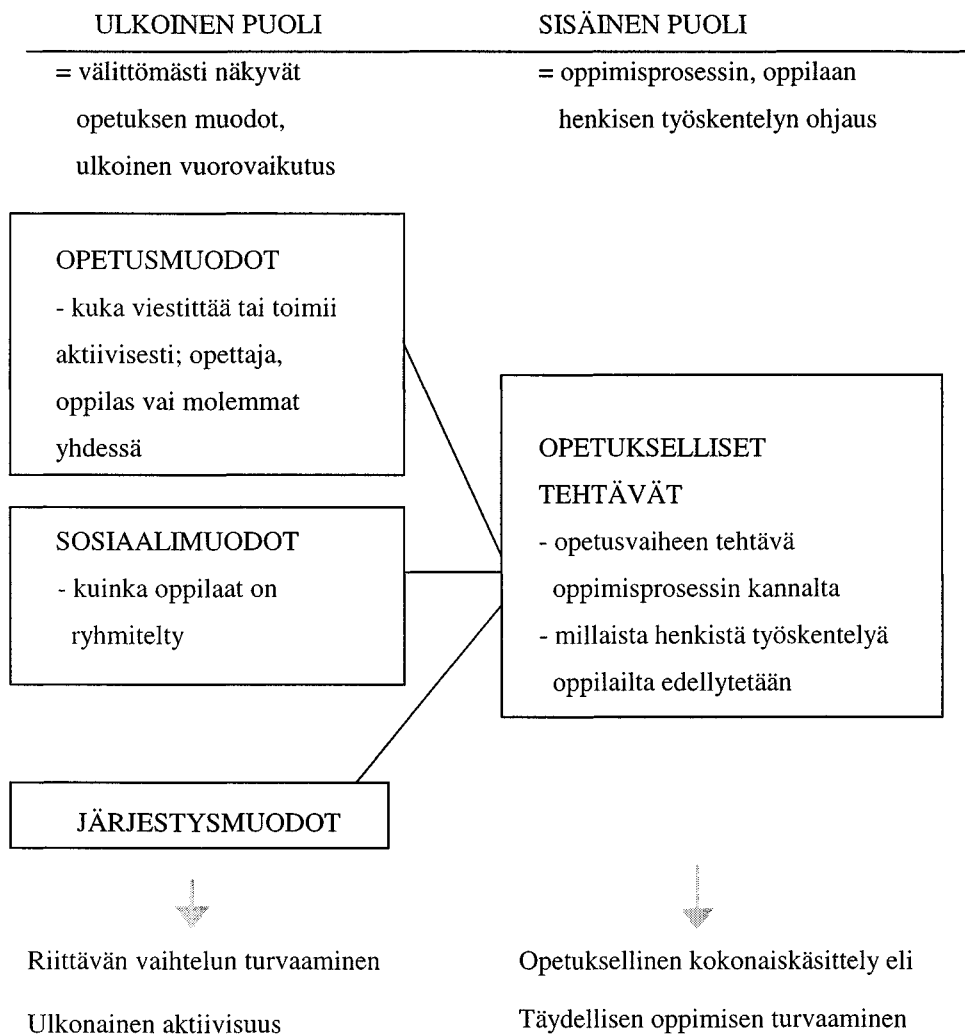 ULKOINEN PUOLI
SISÄINEN PUOLI
= välittömästi näkyvät
opetuksen muodot,
ulkoinen vuorovaikutus
= oppimisprosessin, oppilaan
henkisen työskentelyn ohjaus
OPETUSMUODOT
- kuka viestittää tai toimii
aktiivisesti; opettaja,
oppilas vai molemmat
yhdessä
SOSIAALIMUODOT
- kuinka oppilaat on
ryhmitelty
JÄRJESTYSMUODOT
OPETUKSELLISET
TEHTÄVÄT
- opetusvaiheen tehtävä
oppimisprosessin kannalta
- millaista henkistä työskentelyä
oppilailta edellytetään
Riittävän vaihtelun turvaaminen
Ulkonainen aktiivisuus
Opetuksellinen kokonaiskäsittely eli
Täydellisen oppimisen turvaaminen